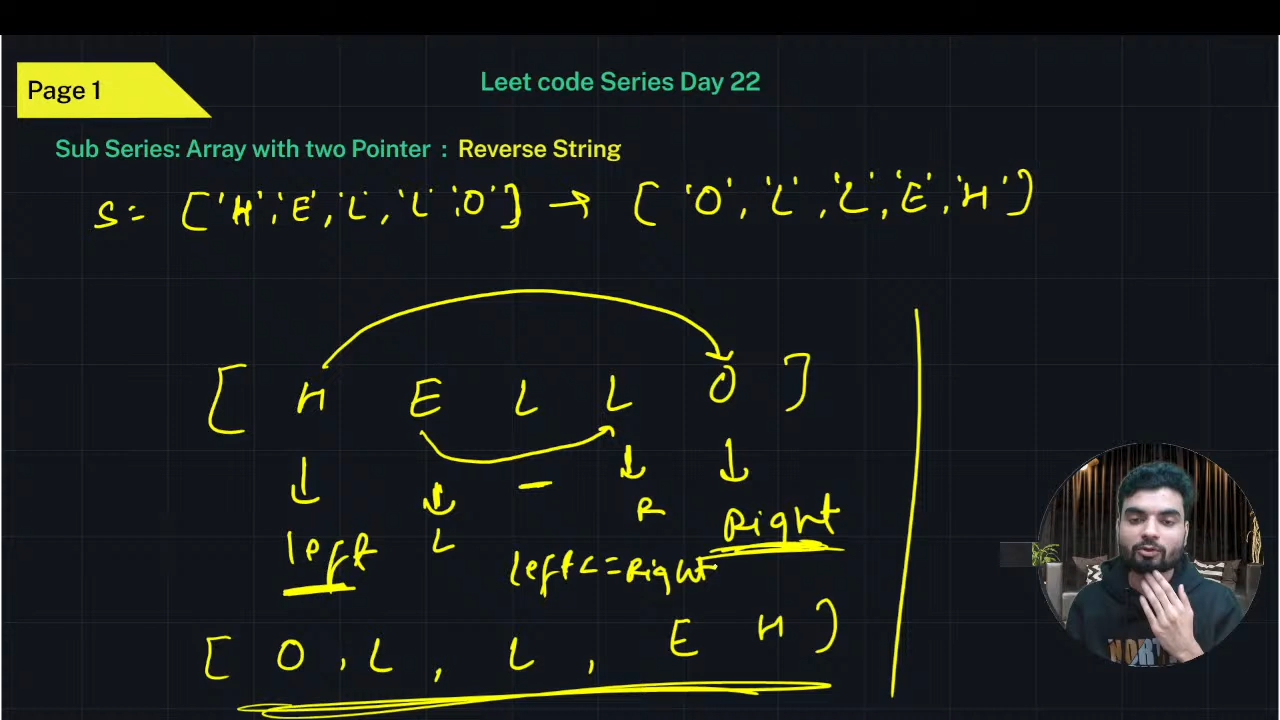 Page 1
Leet code Series Day 22
Sub Series: Array with two Pointer : Reverse String
S = ['H','E','L','L','O'] → ['O','L','L','E','H']
[ H E L L O ]
left L - R Right
left <= Right
[ O, L, L, E H ]
NORT